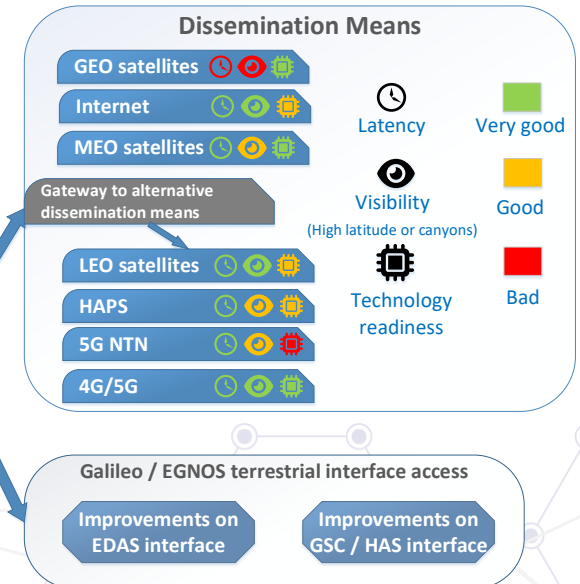 Dissemination Means
GEO satellites
Internet
MEO satellites
Gateway to alternative
dissemination means
LEO satellites
HAPS
5G NTN
4G/5G
Latency
Very good
Visibility
(High latitude or canyons)
Good
Technology
readiness
Bad
Galileo / EGNOS terrestrial interface access
Improvements on
EDAS interface
Improvements on
GSC / HAS interface